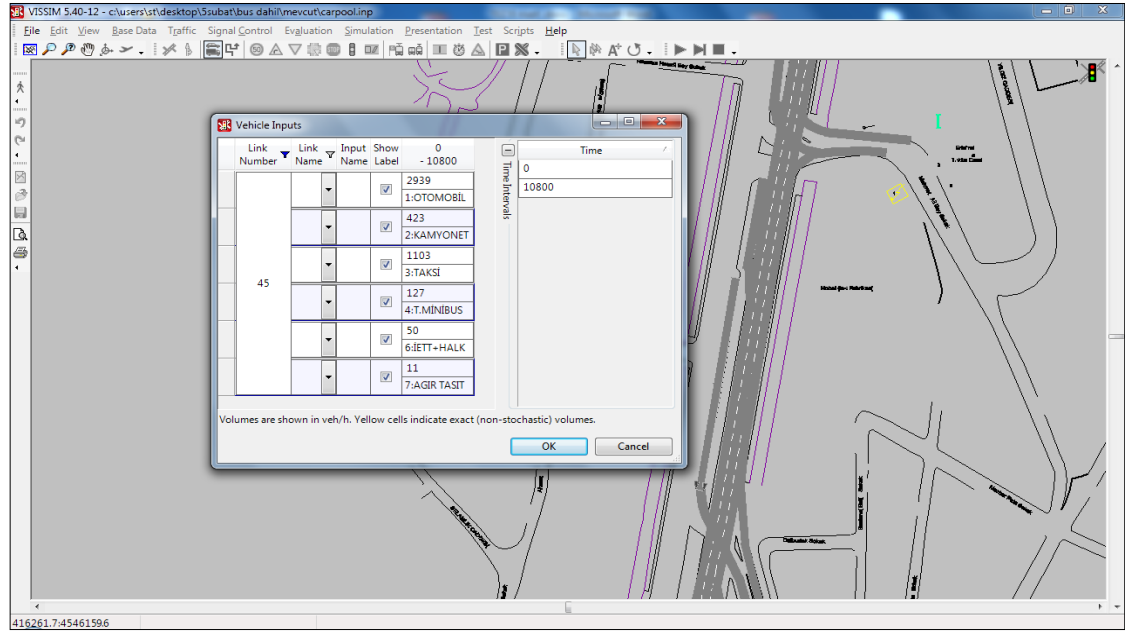 VISSIM 5.40-12 - c:\users\st\desktop\5subat\bus dahil\mevcut\carpool.inp
File Edit View Base Data Traffic Signal Control Evaluation Simulation Presentation Test Scripts Help
Vehicle Inputs
Link Number
Link Name
Input Name
Show Label
0 - 10800
45
2939
1:OTOMOBİL
423
2:KAMYONET
1103
3:TAKSİ
127
4:T.MİNİBUS
50
6:İETT+HALK
11
7:AGIR TASIT
Time Intervals
Time
0
10800
Volumes are shown in veh/h. Yellow cells indicate exact (non-stochastic) volumes.
OK
Cancel
416261.7:4546159.6